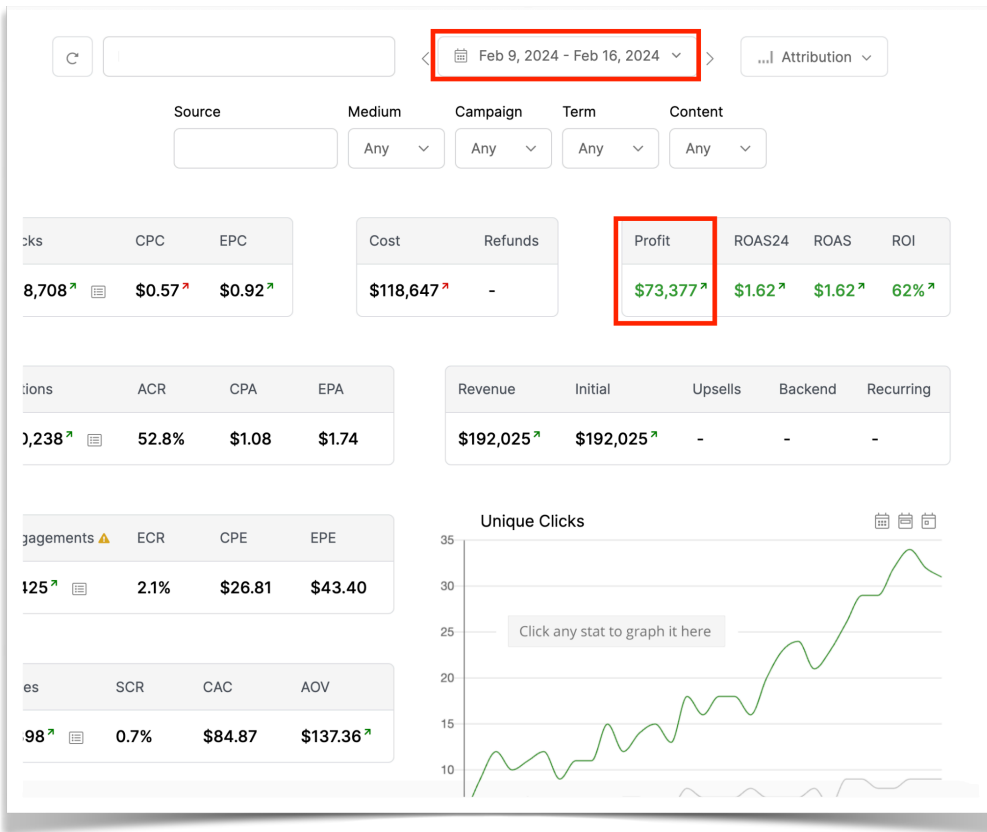 Feb 9, 2024 - Feb 16, 2024
Attribution
Source Medium Campaign Term Content
Any Any Any Any
cks CPC EPC Cost Refunds Profit ROAS24 ROAS ROI
8,708 $0.57 $0.92 $118,647 - $73,377 $1.62 $1.62 62%
tions ACR CPA EPA Revenue Initial Upsells Backend Recurring
0,238 52.8% $1.08 $1.74 $192,025 $192,025 - - -
gagements ECR CPE EPE
425 2.1% $26.81 $43.40
Unique Clicks
35
30
25
Click any stat to graph it here
20
15
10
es SCR CAC AOV
98 0.7% $84.87 $137.36